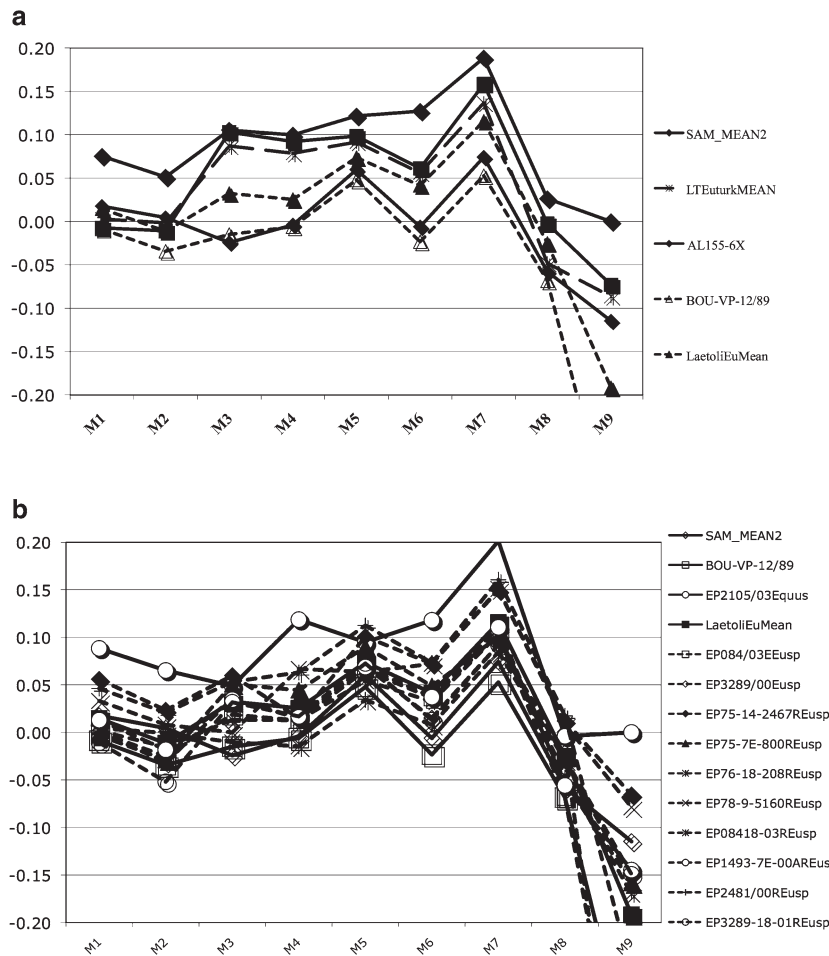 a
0.20
0.15
0.10
0.05
0.00
-0.05
-0.10
-0.15
-0.20
M1 M2 M3 M4 M5 M6 M7 M8 M9
SAM_MEAN2
LTEuturkMEAN
AL155-6X
BOU-VP-12/89
LaetoliEuMean
b
0.20
0.15
0.10
0.05
0.00
-0.05
-0.10
-0.15
-0.20
M1 M2 M3 M4 M5 M6 M7 M8 M9
SAM_MEAN2
BOU-VP-12/89
EP2105/03Equus
LaetoliEuMean
EP084/03EEusp
EP3289/00Eusp
EP75-14-2467REusp
EP75-7E-800REusp
EP76-18-208REusp
EP78-9-5160REusp
EP08418-03REusp
EP1493-7E-00AREus
EP2481/00REusp
EP3289-18-01REusp